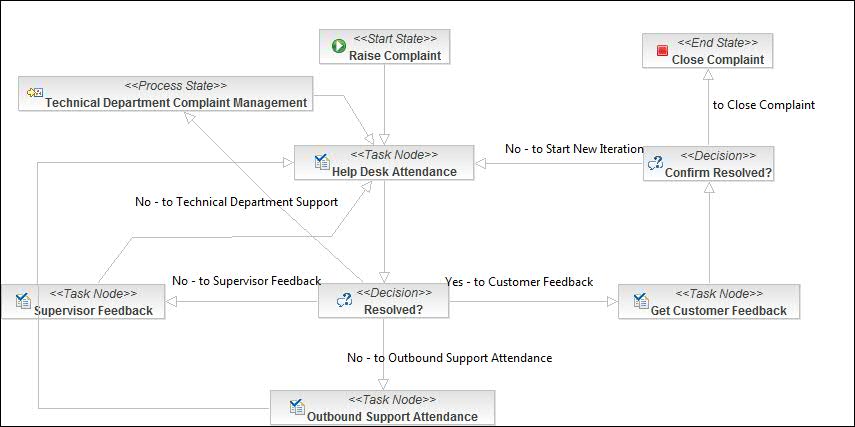 <<Start State>>
Raise Complaint
<<End State>>
Close Complaint
<<Process State>>
Technical Department Complaint Management
to Close Complaint
<<Task Node>>
Help Desk Attendance
No - to Start New Iteration
<<Decision>>
Confirm Resolved?
No - to Technical Department Support
No - to Supervisor Feedback
Yes - to Customer Feedback
<<Task Node>>
Supervisor Feedback
<<Decision>>
Resolved?
<<Task Node>>
Get Customer Feedback
No - to Outbound Support Attendance
<<Task Node>>
Outbound Support Attendance